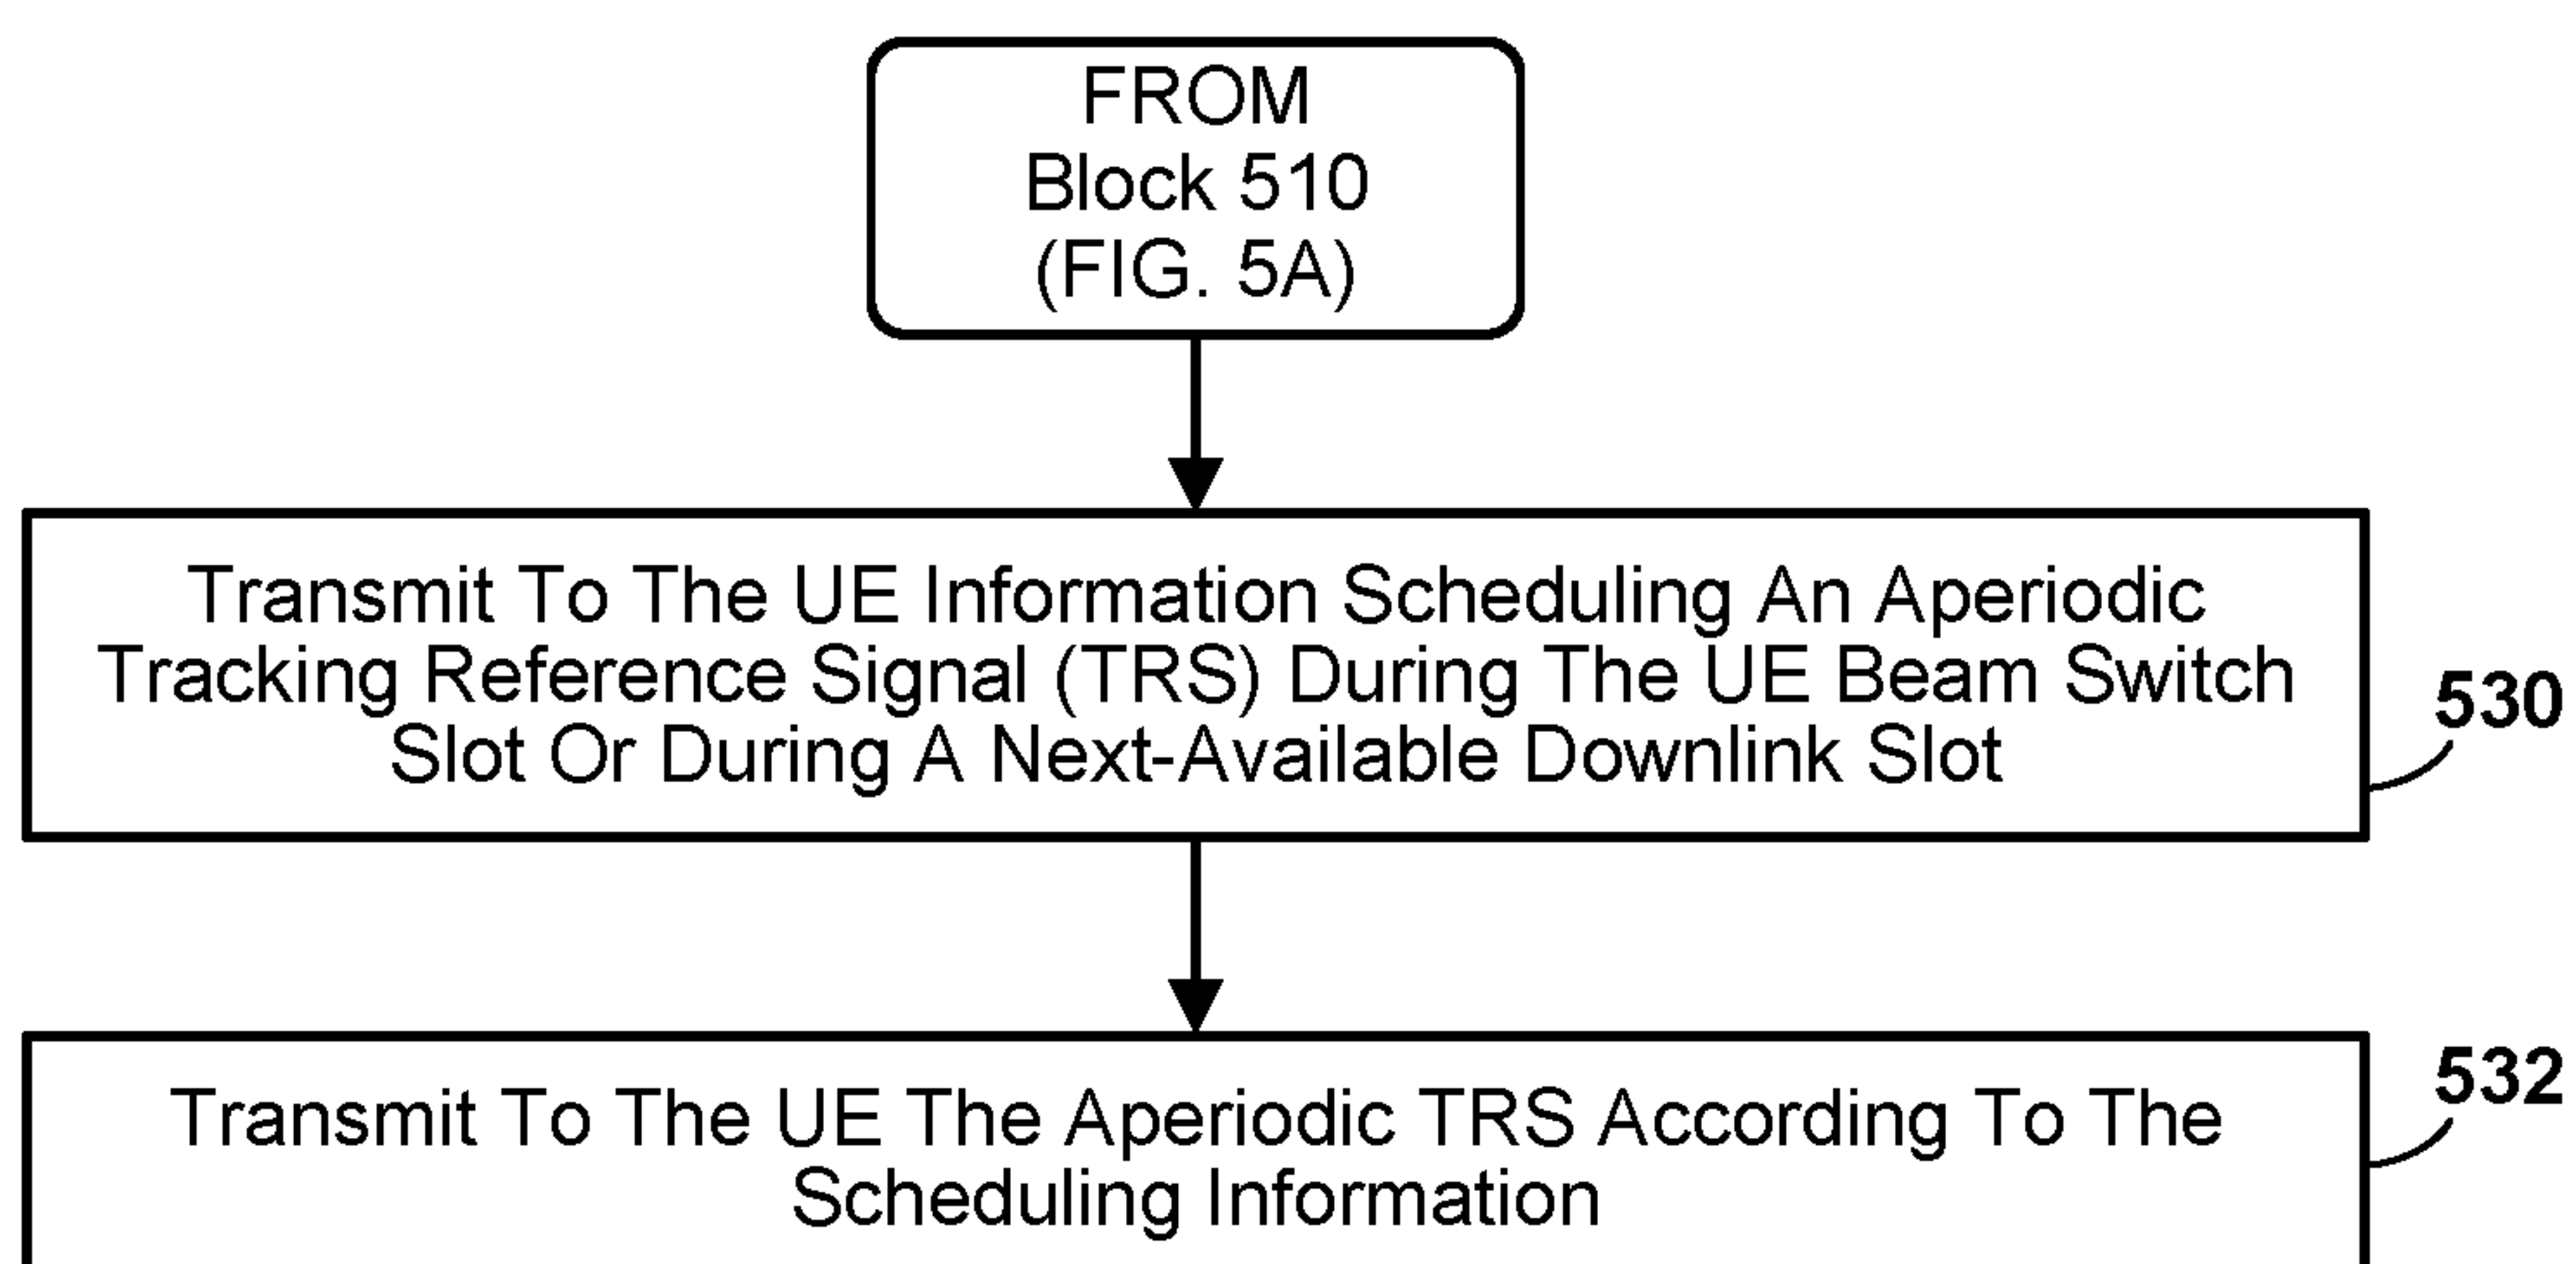 FROM
Block 510
(FIG. 5A)
Transmit To The UE Information Scheduling An Aperiodic
Tracking Reference Signal (TRS) During The UE Beam Switch
Slot Or During A Next-Available Downlink Slot
530
Transmit To The UE The Aperiodic TRS According To The
Scheduling Information
532